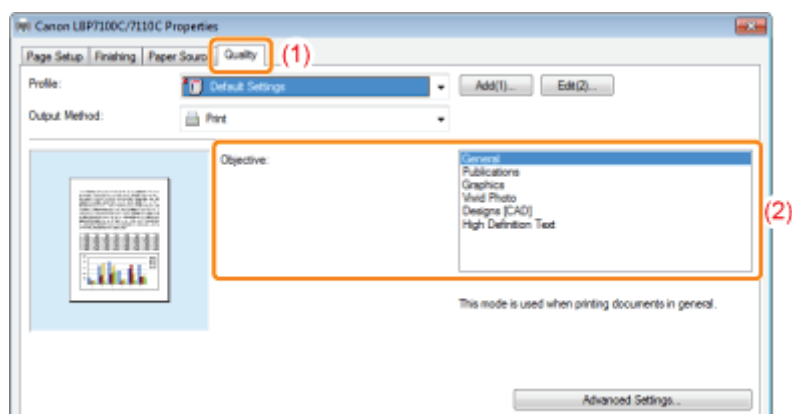 Canon LBP7100C/7110C Properties
Page Setup Finishing Paper Sourc Quality (1)
Profile: Default Settings Add(1)... Edit(2)...
Output Method: Print
Objective: General
Publications
Graphics
Vivid Photo
Designs [CAD]
High Definition Text
(2)
This mode is used when printing documents in general.
Advanced Settings...